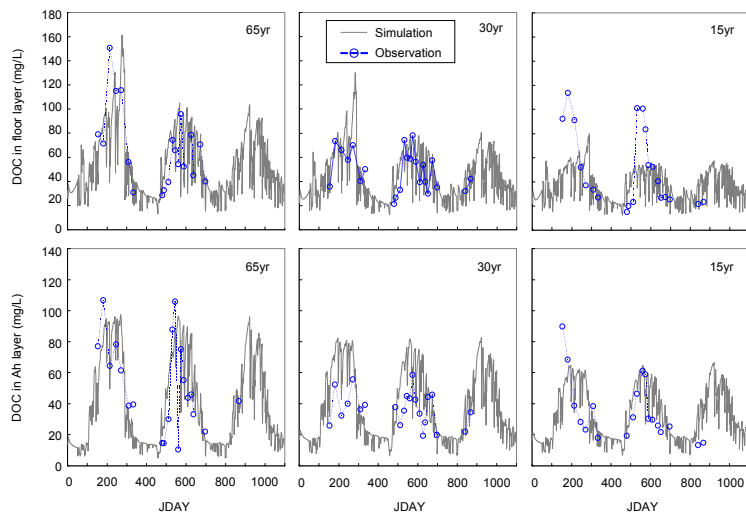 180
160
140
120
100
80
60
40
20
0
DOC in floor layer (mg/L)
65yr
Simulation
Observation
30yr
15yr
140
120
100
80
60
40
20
0
DOC in Ah layer (mg/L)
65yr
30yr
15yr
0 200 400 600 800 1000
0 200 400 600 800 1000
0 200 400 600 800 1000
JDAY JDAY JDAY